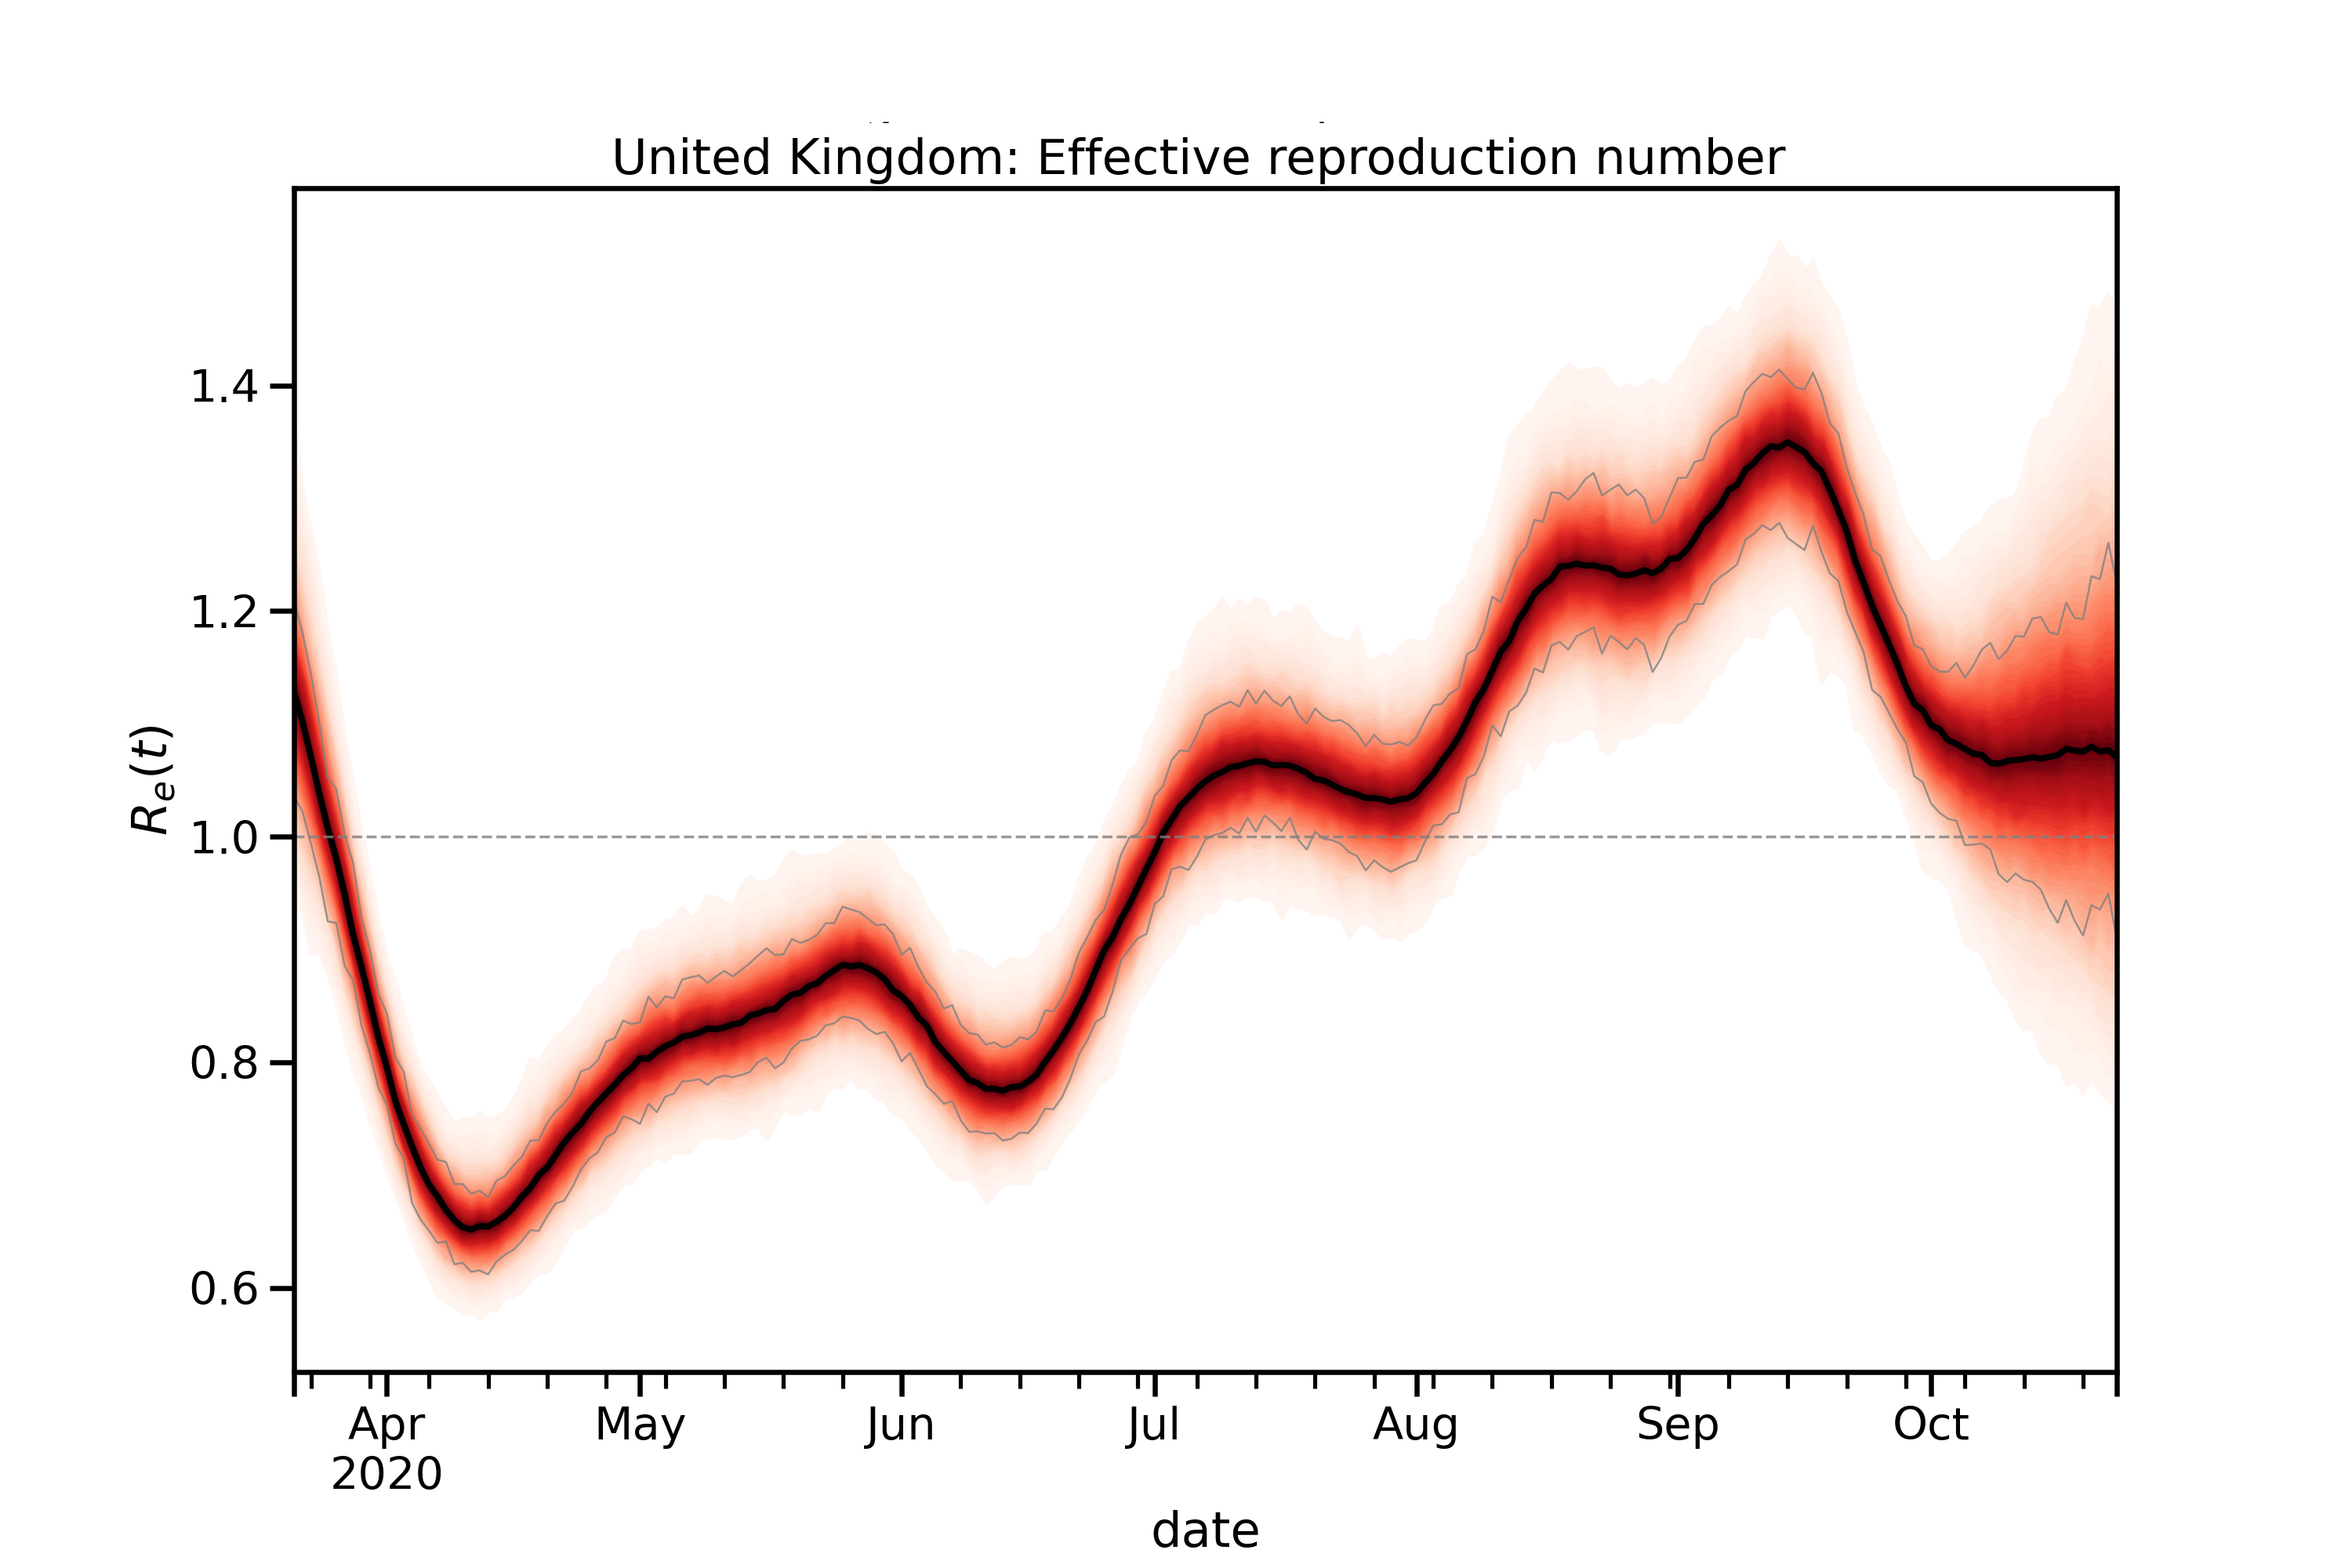 United Kingdom: Effective reproduction number
1.4
1.2
1.0
0.8
0.6
Rₑ(t)
Apr May Jun Jul Aug Sep Oct
2020
date